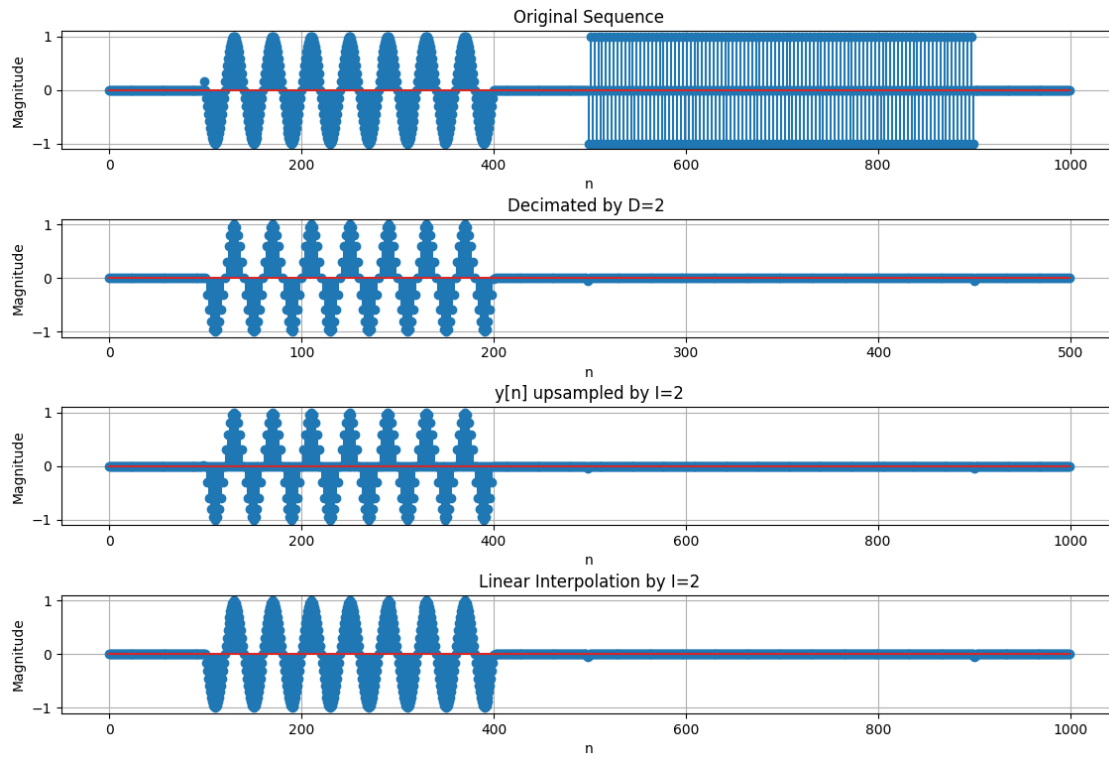 Original Sequence
1
0
−1
Magnitude
0 200 400 600 800 1000
n
Decimated by D=2
1
0
−1
Magnitude
0 100 200 300 400 500
n
y[n] upsampled by I=2
1
0
−1
Magnitude
0 200 400 600 800 1000
n
Linear Interpolation by I=2
1
0
−1
Magnitude
0 200 400 600 800 1000
n